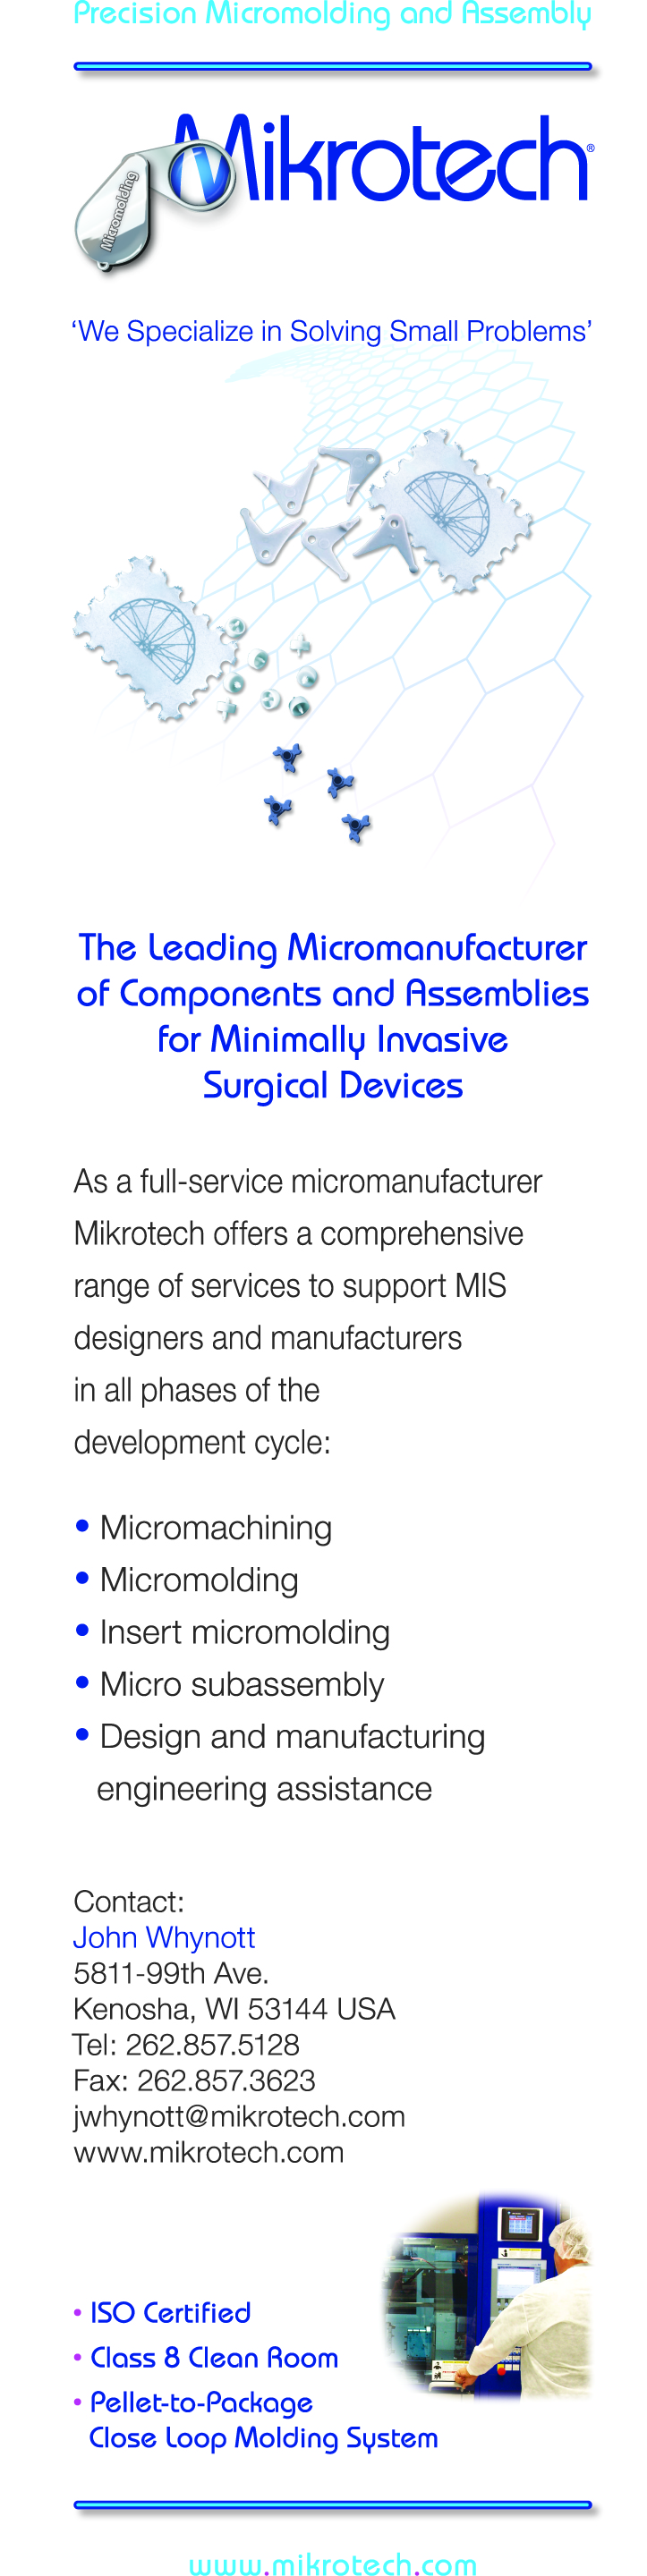 Precision Micromolding and Assembly
Mikrotech®
Micromolding
‘We Specialize in Solving Small Problems’
The Leading Micromanufacturer
of Components and Assemblies
for Minimally Invasive
Surgical Devices
As a full-service micromanufacturer
Mikrotech offers a comprehensive
range of services to support MIS
designers and manufacturers
in all phases of the
development cycle:
• Micromachining
• Micromolding
• Insert micromolding
• Micro subassembly
• Design and manufacturing
engineering assistance
Contact:
John Whynott
5811-99th Ave.
Kenosha, WI 53144 USA
Tel: 262.857.5128
Fax: 262.857.3623
jwhynott@mikrotech.com
www.mikrotech.com
• ISO Certified
• Class 8 Clean Room
• Pellet-to-Package
Close Loop Molding System
www.mikrotech.com